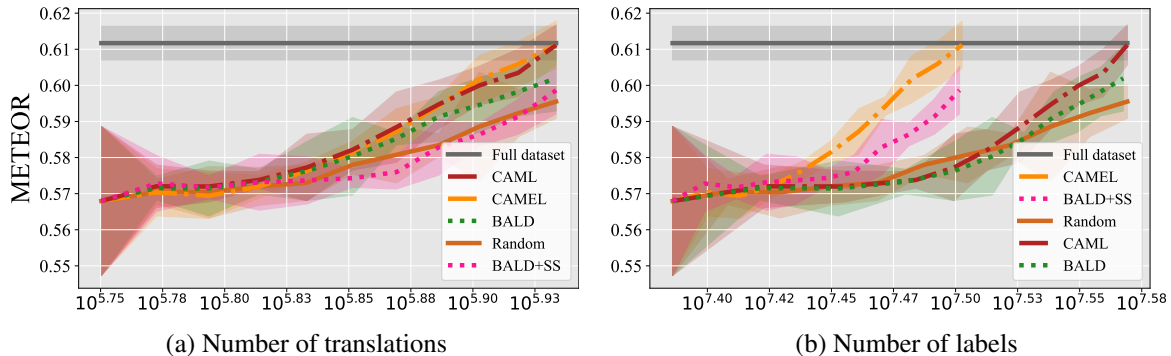 METEOR
0.62
0.61
0.60
0.59
0.58
0.57
0.56
0.55
Full dataset
CAML
CAMEL
BALD
Random
BALD+SS
10^5.75 10^5.78 10^5.80 10^5.83 10^5.85 10^5.88 10^5.90 10^5.93
(a) Number of translations
0.62
0.61
0.60
0.59
0.58
0.57
0.56
0.55
Full dataset
CAMEL
BALD+SS
Random
CAML
BALD
10^7.40 10^7.42 10^7.45 10^7.47 10^7.50 10^7.53 10^7.55 10^7.58
(b) Number of labels